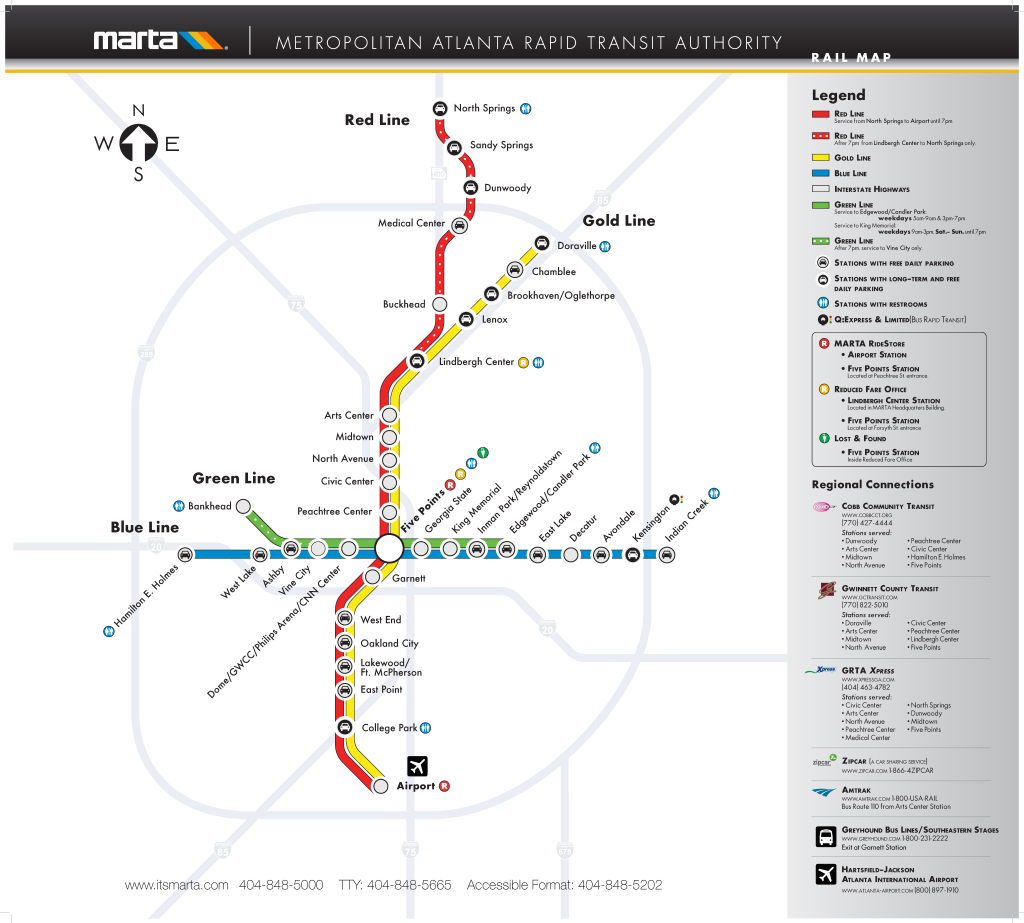 marta
METROPOLITAN ATLANTA RAPID TRANSIT AUTHORITY
RAIL MAP
N
W E
S
Red Line
North Springs
Sandy Springs
400
Dunwoody
Medical Center
85
Gold Line
Doraville
Chamblee
Brookhaven/Oglethorpe
75
Buckhead
Lenox
285
Lindbergh Center R
Arts Center
Midtown
North Avenue
Civic Center
Peachtree Center
Green Line
Bankhead
Blue Line
20
Five Points R R
Georgia State
King Memorial
Inman Park/Reynoldstown
Edgewood/Candler Park
East Lake
Decatur
Avondale
Kensington
Indian Creek
Hamilton E. Holmes
West Lake
Ashby
Vine City
Dome/GWCC/Philips Arena/CNN Center
Garnett
West End
20
Oakland City
Lakewood/
Ft. McPherson
East Point
College Park
Airport R
85
75
675
www.itsmarta.com 404-848-5000 TTY: 404-848-5665 Accessible Format: 404-848-5202
Legend
RED LINE
Service from North Springs to Airport until 7pm
RED LINE
After 7pm from Lindbergh Center to North Springs only.
GOLD LINE
BLUE LINE
INTERSTATE HIGHWAYS
GREEN LINE
Service to Edgewood/Candler Park:
weekdays 5am-9am & 3pm-7pm
Service to King Memorial:
weekdays 9am-3pm. Sat.- Sun. until 7pm
GREEN LINE
After 7pm. service to Vine City only.
STATIONS WITH FREE DAILY PARKING
STATIONS WITH LONG-TERM AND FREE
DAILY PARKING
STATIONS WITH RESTROOMS
Q:EXPRESS & LIMITED(BUS RAPID TRANSIT)
R MARTA RIDESTORE
• AIRPORT STATION
• FIVE POINTS STATION
Located at Peachtree St. entrance.
R REDUCED FARE OFFICE
• LINDBERGH CENTER STATION
Located in MARTA Headquarters Building.
• FIVE POINTS STATION
Located at Forsyth St. entrance
LOST & FOUND
• FIVE POINTS STATION
Inside Reduced Fare Office
Regional Connections
COBB COMMUNITY TRANSIT
WWW.COBBCCT.ORG
(770) 427-4444
Stations served:
• Dunwoody • Peachtree Center
• Arts Center • Civic Center
• Midtown • Hamilton E. Holmes
• North Avenue • Five Points
GWINNETT COUNTY TRANSIT
WWW.GCTRANSIT.COM
(770) 822-5010
Stations served:
• Doraville • Civic Center
• Arts Center • Peachtree Center
• Midtown • Lindbergh Center
• North Avenue • Five Points
Xpress GRTA XPRESS
WWW.XPRESSGA.COM
(404) 463-4782
Stations served:
• Civic Center • North Springs
• Arts Center • Dunwoody
• North Avenue • Midtown
• Peachtree Center • Five Points
• Medical Center
zipcar ZIPCAR (A CAR SHARING SERVICE)
WWW.ZIPCAR.COM 1-866-4ZIPCAR
AMTRAK
WWW.AMTRAK.COM 1-800-USA-RAIL
Bus Route 110 from Arts Center Station
GREYHOUND BUS LINES/SOUTHEASTERN STAGES
WWW.GREYHOUND.COM 1-800-231-2222
Exit at Garnett Station
HARTSFIELD-JACKSON
ATLANTA INTERNATIONAL AIRPORT
WWW.ATLANTA-AIRPORT.COM (800) 897-1910